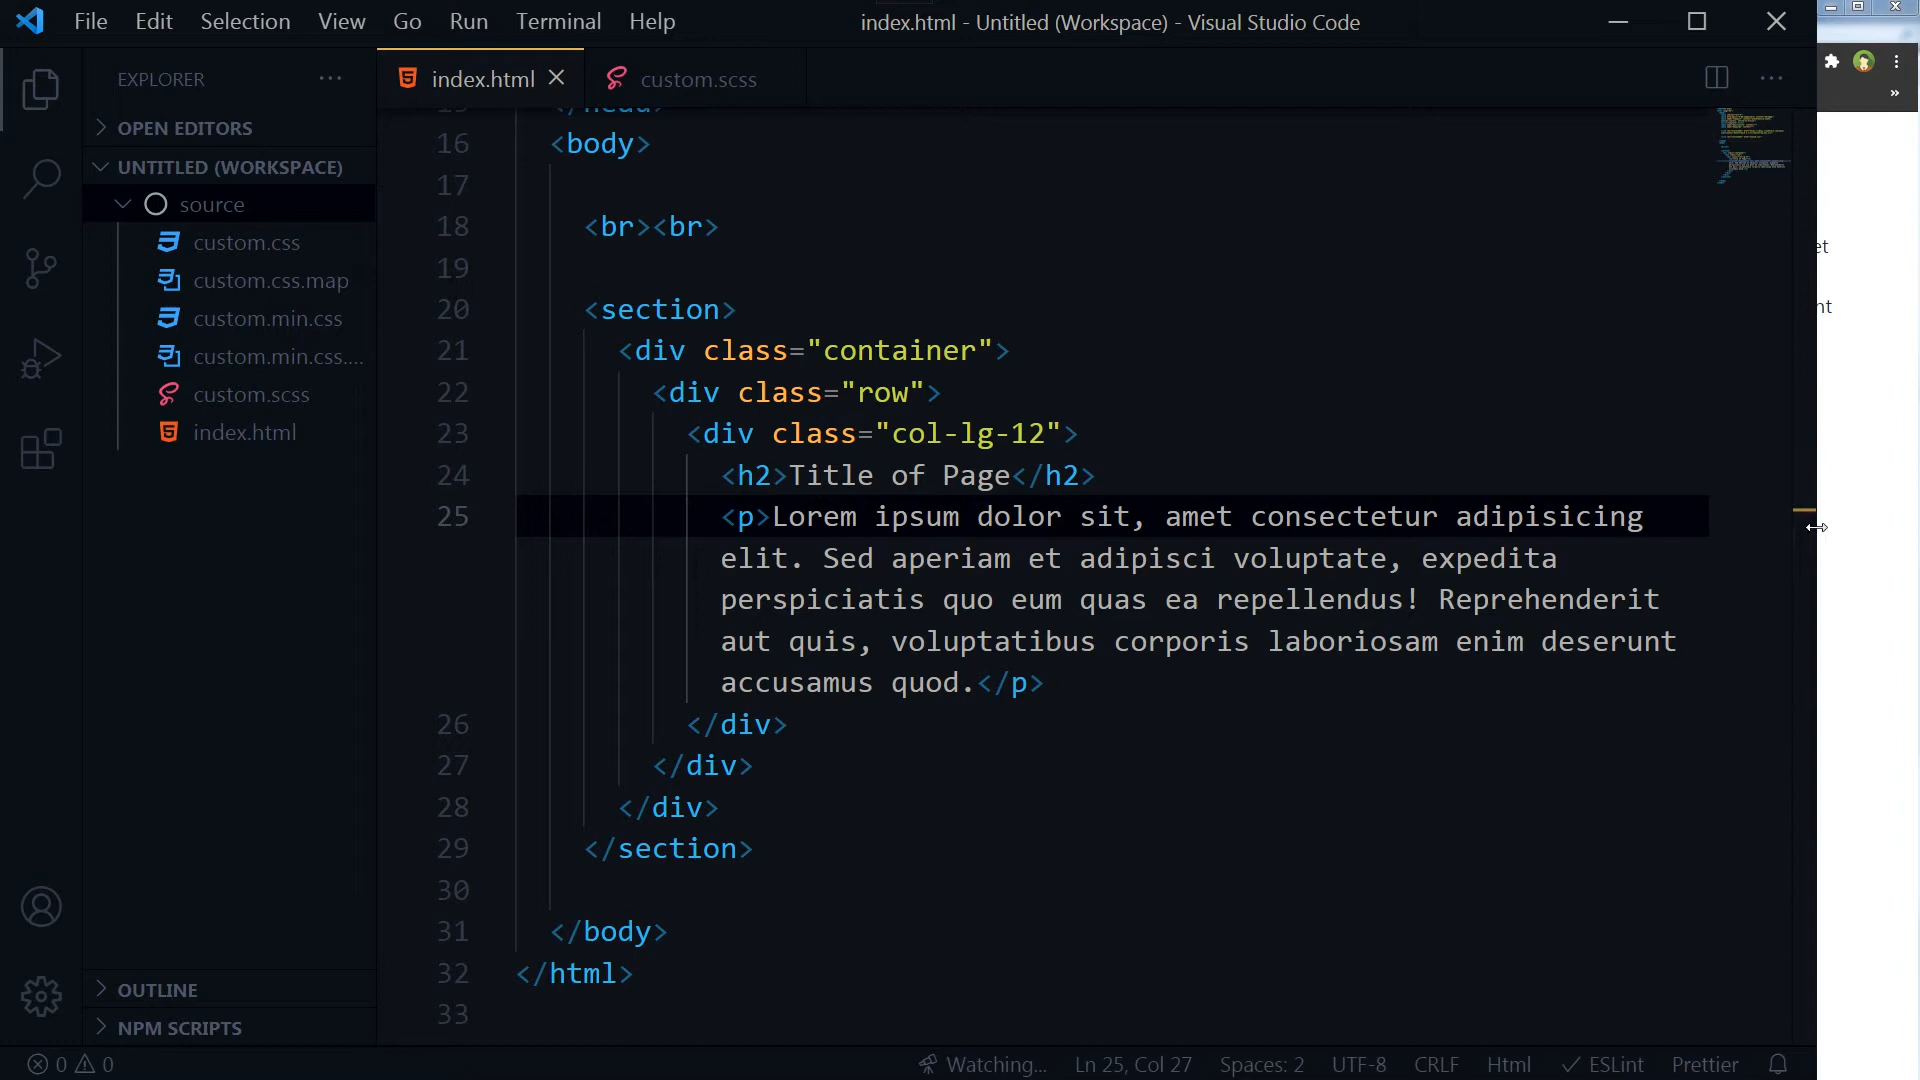 File Edit Selection View Go Run Terminal Help
index.html - Untitled (Workspace) - Visual Studio Code
EXPLORER
OPEN EDITORS
UNTITLED (WORKSPACE)
source
custom.css
custom.css.map
custom.min.css
custom.min.css....
custom.scss
index.html
OUTLINE
NPM SCRIPTS
index.html custom.scss
16 <body>
17
18 <br><br>
19
20 <section>
21 <div class="container">
22 <div class="row">
23 <div class="col-lg-12">
24 <h2>Title of Page</h2>
25 <p>Lorem ipsum dolor sit, amet consectetur adipisicing
elit. Sed aperiam et adipisci voluptate, expedita
perspiciatis quo eum quas ea repellendus! Reprehenderit
aut quis, voluptatibus corporis laboriosam enim deserunt
accusamus quod.</p>
26 </div>
27 </div>
28 </div>
29 </section>
30
31 </body>
32 </html>
33
et
nt
0 0 Watching... Ln 25, Col 27 Spaces: 2 UTF-8 CRLF Html ESLint Prettier